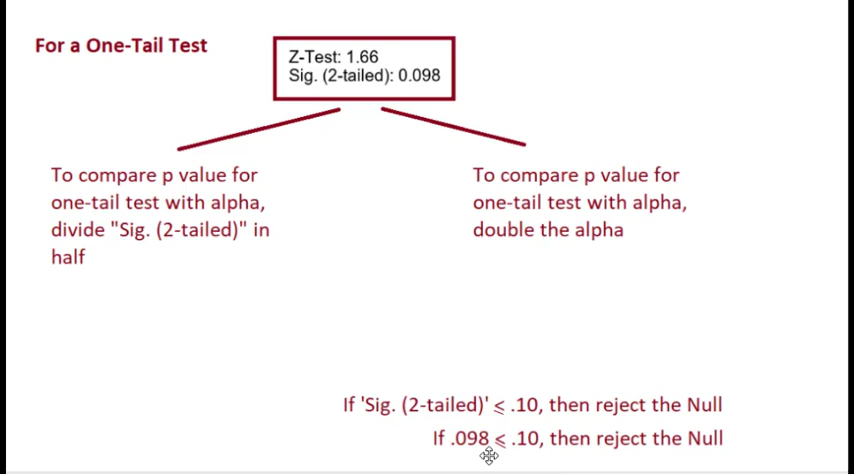 For a One-Tail Test
Z-Test: 1.66
Sig. (2-tailed): 0.098
To compare p value for
one-tail test with alpha,
divide "Sig. (2-tailed)" in
half
To compare p value for
one-tail test with alpha,
double the alpha
If 'Sig. (2-tailed)' ⩽ .10, then reject the Null
If .098 ⩽ .10, then reject the Null